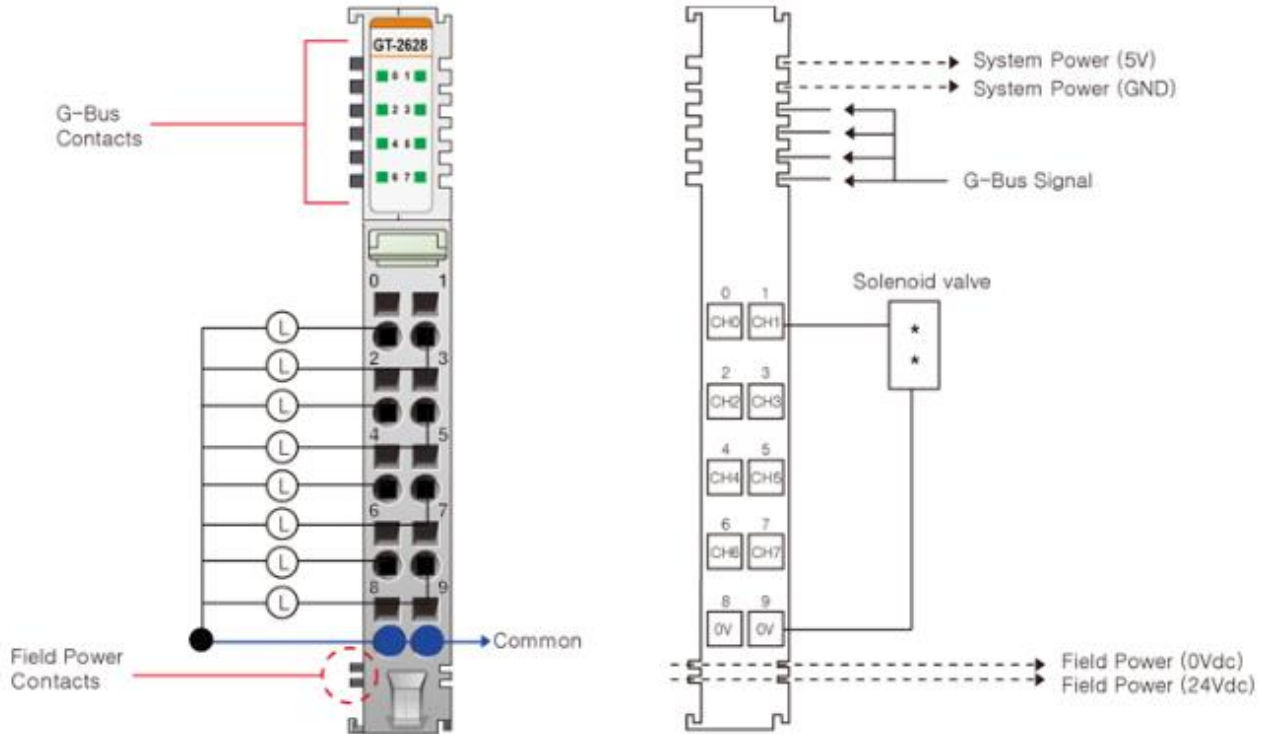 GT-2628
0 1
2 3
4 5
6 7
G-Bus
Contacts
0 1
2 3
4 5
6 7
8 9
L
L
L
L
L
L
L
L
Common
Field Power
Contacts
System Power (5V)
System Power (GND)
G-Bus Signal
Solenoid valve
*
*
0 1
CH0 CH1
2 3
CH2 CH3
4 5
CH4 CH5
6 7
CH6 CH7
8 9
0V 0V
Field Power (0Vdc)
Field Power (24Vdc)